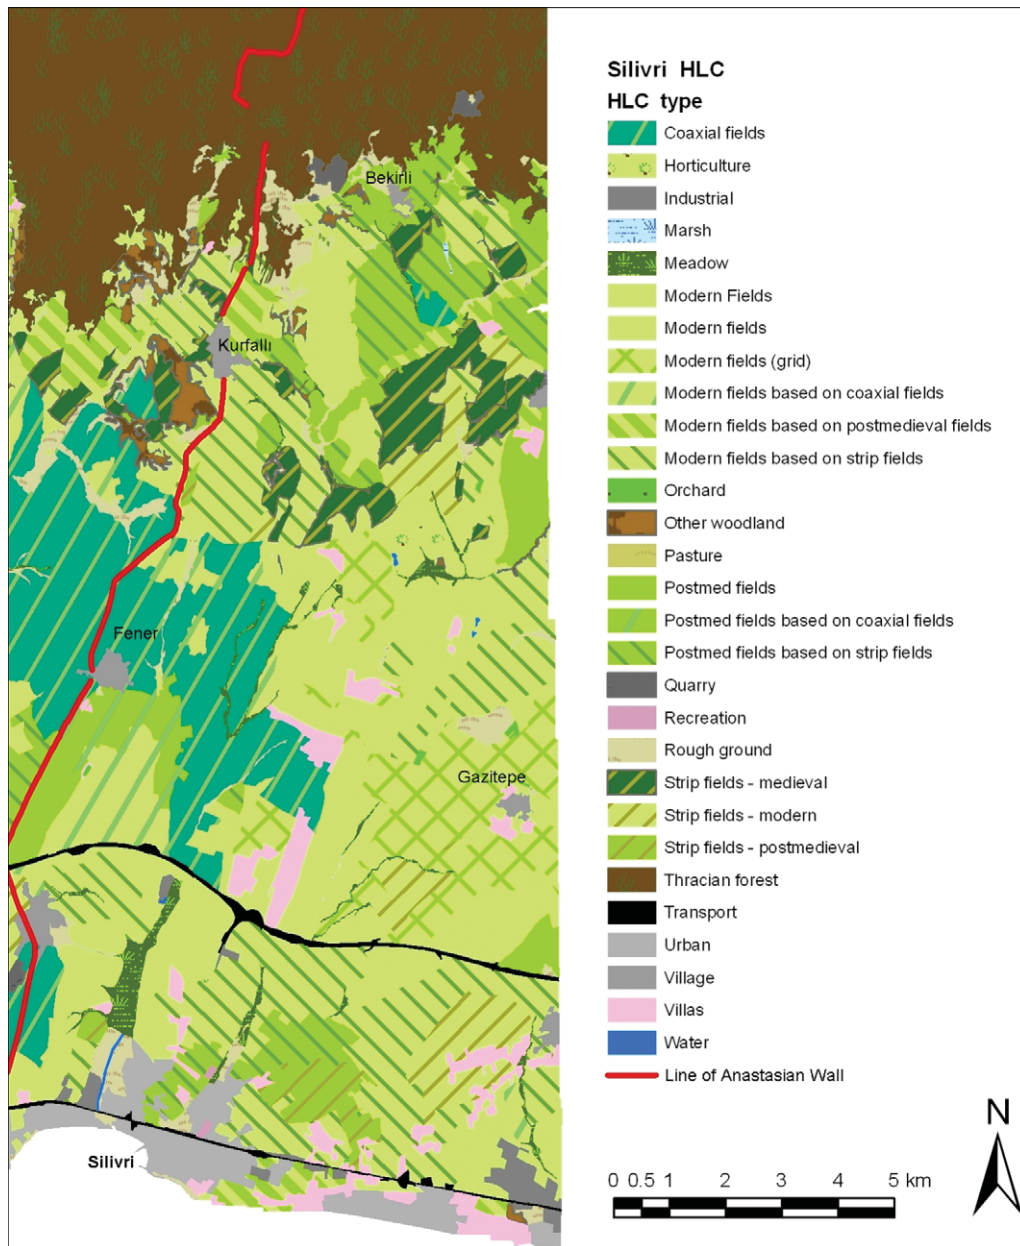 Bekirli
Kurfallı
Fener
Gazitepe
Silivri
Silivri HLC
HLC type
Coaxial fields
Horticulture
Industrial
Marsh
Meadow
Modern Fields
Modern fields
Modern fields (grid)
Modern fields based on coaxial fields
Modern fields based on postmedieval fields
Modern fields based on strip fields
Orchard
Other woodland
Pasture
Postmed fields
Postmed fields based on coaxial fields
Postmed fields based on strip fields
Quarry
Recreation
Rough ground
Strip fields - medieval
Strip fields - modern
Strip fields - postmedieval
Thracian forest
Transport
Urban
Village
Villas
Water
Line of Anastasian Wall
N
0 0.5 1 2 3 4 5 km